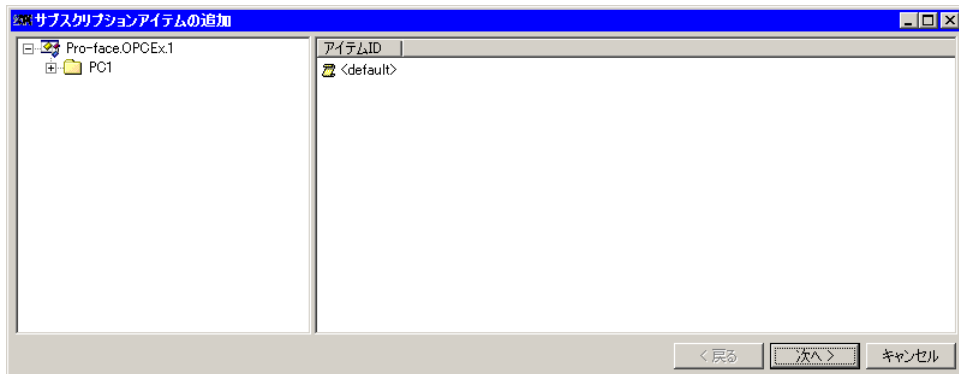 サブスクリプションアイテムの追加
Pro-face.OPCEx.1
PC1
アイテムID
<default>
< 戻る
次へ >
キャンセル